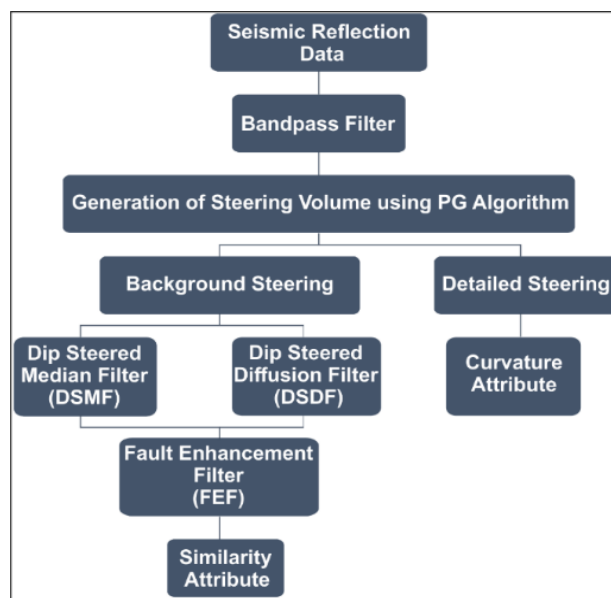 Seismic Reflection
Data
Bandpass Filter
Generation of Steering Volume using PG Algorithm
Background Steering
Detailed Steering
Dip Steered
Median Filter
(DSMF)
Dip Steered
Diffusion Filter
(DSDF)
Curvature
Attribute
Fault Enhancement
Filter
(FEF)
Similarity
Attribute